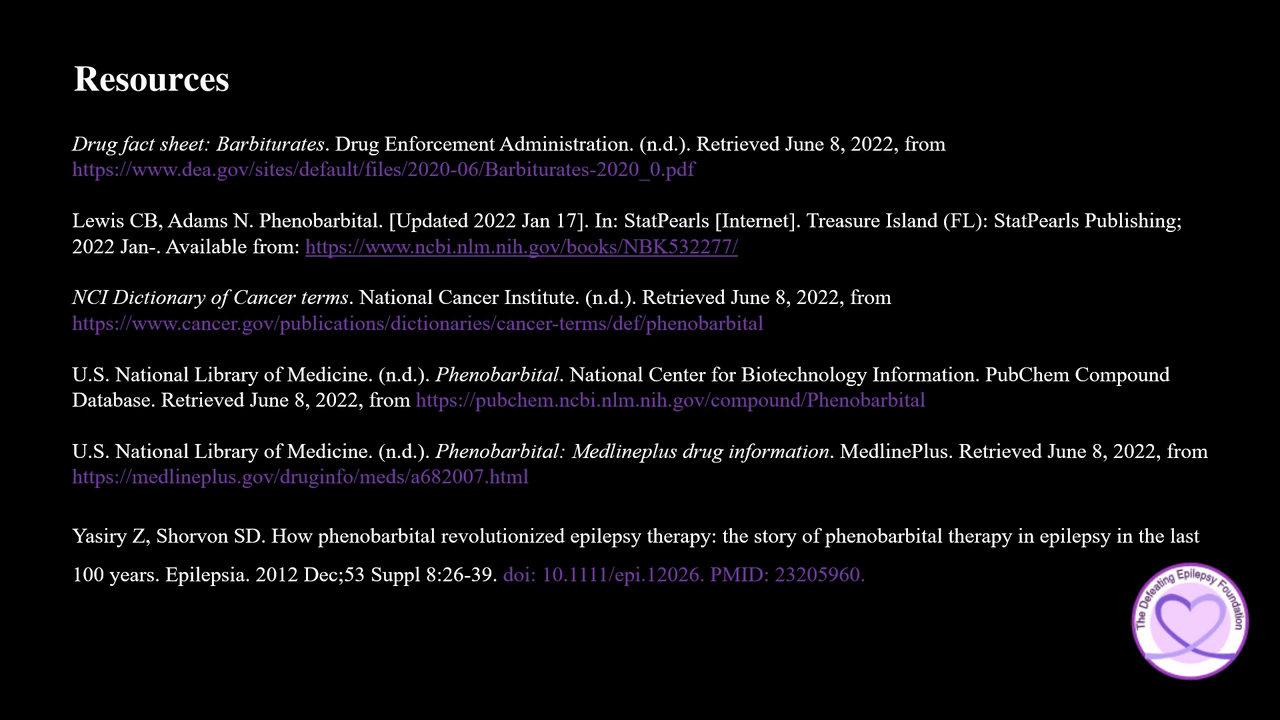 Resources
Drug fact sheet: Barbiturates. Drug Enforcement Administration. (n.d.). Retrieved June 8, 2022, from
https://www.dea.gov/sites/default/files/2020-06/Barbiturates-2020_0.pdf
Lewis CB, Adams N. Phenobarbital. [Updated 2022 Jan 17]. In: StatPearls [Internet]. Treasure Island (FL): StatPearls Publishing;
2022 Jan-. Available from: https://www.ncbi.nlm.nih.gov/books/NBK532277/
NCI Dictionary of Cancer terms. National Cancer Institute. (n.d.). Retrieved June 8, 2022, from
https://www.cancer.gov/publications/dictionaries/cancer-terms/def/phenobarbital
U.S. National Library of Medicine. (n.d.). Phenobarbital. National Center for Biotechnology Information. PubChem Compound
Database. Retrieved June 8, 2022, from https://pubchem.ncbi.nlm.nih.gov/compound/Phenobarbital
U.S. National Library of Medicine. (n.d.). Phenobarbital: Medlineplus drug information. MedlinePlus. Retrieved June 8, 2022, from
https://medlineplus.gov/druginfo/meds/a682007.html
Yasiry Z, Shorvon SD. How phenobarbital revolutionized epilepsy therapy: the story of phenobarbital therapy in epilepsy in the last
100 years. Epilepsia. 2012 Dec;53 Suppl 8:26-39. doi: 10.1111/epi.12026. PMID: 23205960.
The Defeating Epilepsy Foundation